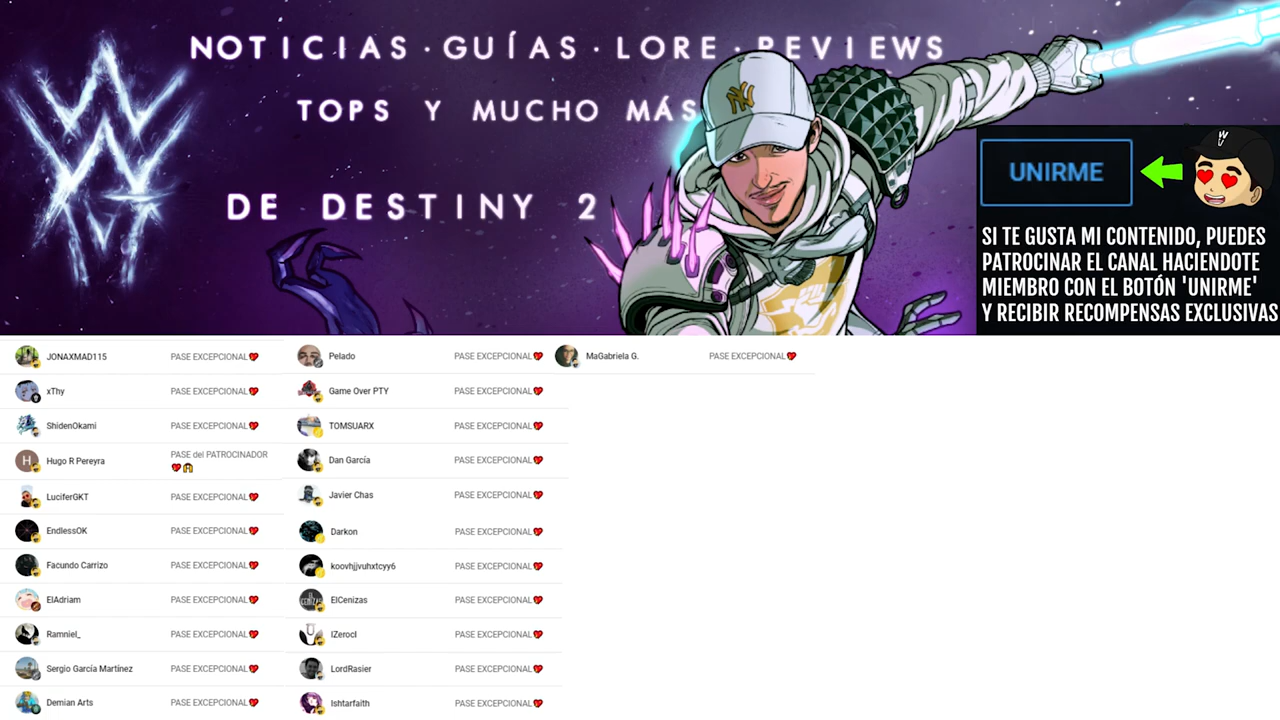 NOTICIAS · GUÍAS · LORE · REVIEWS
TOPS Y MUCHO MÁS
DE DESTINY 2
NY
UNIRME
SI TE GUSTA MI CONTENIDO, PUEDES
PATROCINAR EL CANAL HACIENDOTE
MIEMBRO CON EL BOTÓN 'UNIRME'
Y RECIBIR RECOMPENSAS EXCLUSIVAS
JONAXMAD115 PASE EXCEPCIONAL
xThy PASE EXCEPCIONAL
ShidenOkami PASE EXCEPCIONAL
H Hugo R Pereyra PASE del PATROCINADOR
LuciferGKT PASE EXCEPCIONAL
EndlessOK PASE EXCEPCIONAL
Facundo Carrizo PASE EXCEPCIONAL
ElAdriam PASE EXCEPCIONAL
Ramniel_ PASE EXCEPCIONAL
Sergio García Martínez PASE EXCEPCIONAL
Demian Arts PASE EXCEPCIONAL
Pelado PASE EXCEPCIONAL
Game Over PTY PASE EXCEPCIONAL
TOMSUARX PASE EXCEPCIONAL
Dan García PASE EXCEPCIONAL
Javier Chas PASE EXCEPCIONAL
Darkon PASE EXCEPCIONAL
koovhjjvuhxtcyy6 PASE EXCEPCIONAL
ElCenizas PASE EXCEPCIONAL
IZerocI PASE EXCEPCIONAL
LordRasier PASE EXCEPCIONAL
Ishtarfaith PASE EXCEPCIONAL
MaGabriela G. PASE EXCEPCIONAL